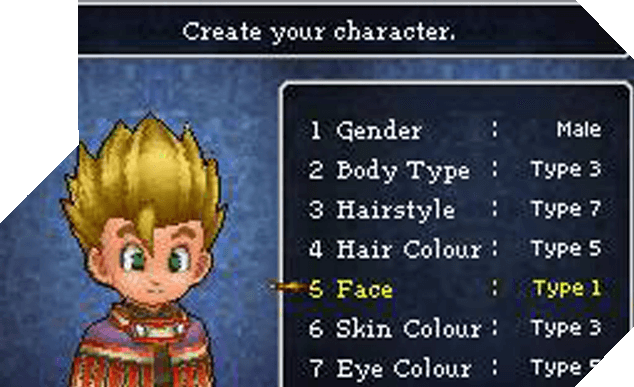 Create your character.
1 Gender : Male
2 Body Type : Type 3
3 Hairstyle : Type 7
4 Hair Colour : Type 5
5 Face : Type 1
6 Skin Colour : Type 3
7 Eye Colour : Type